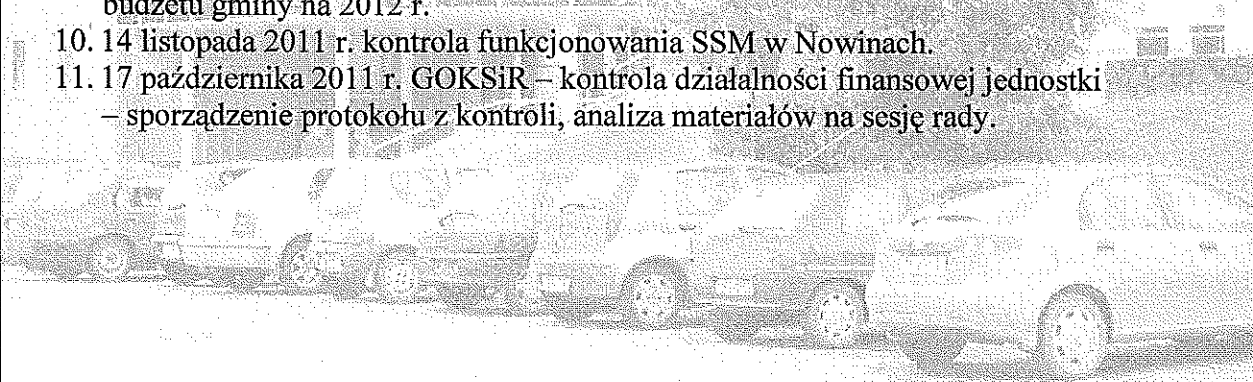 budżetu gminy na 2012 r.
10. 14 listopada 2011 r. kontrola funkcjonowania SSM w Nowinach.
11. 17 października 2011 r. GOKSiR – kontrola działalności finansowej jednostki
– sporządzenie protokołu z kontroli, analiza materiałów na sesję rady.